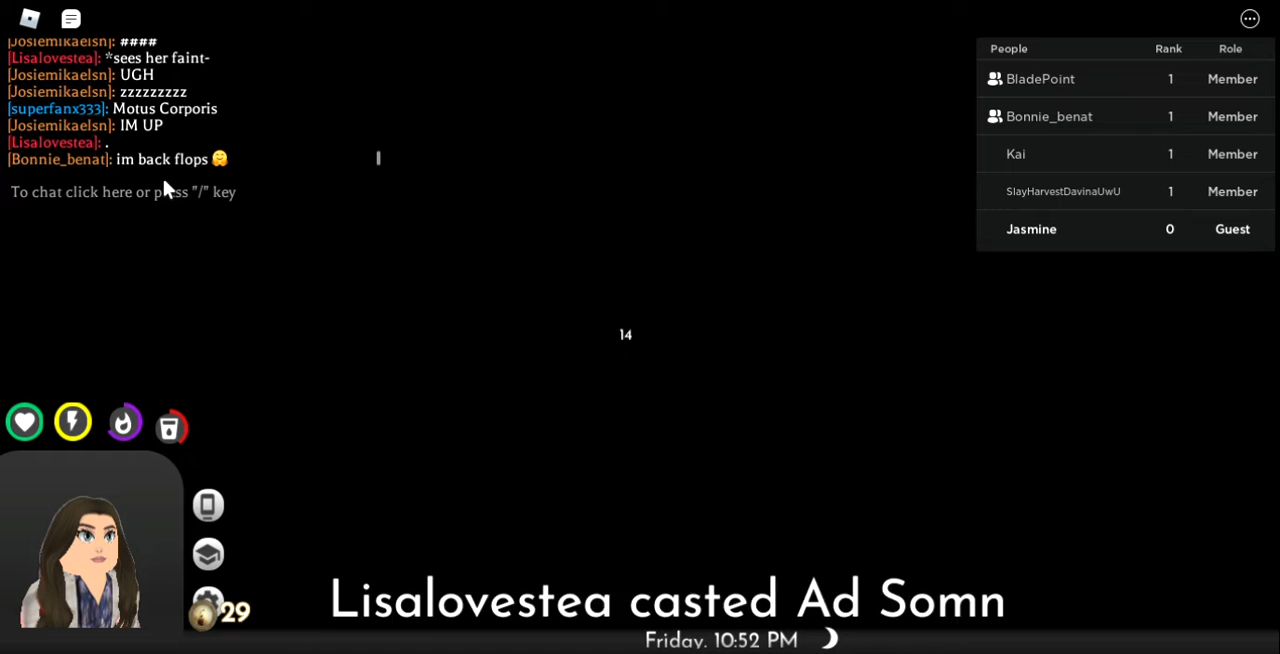 [Josiemikaelsn]: ####
[Lisalovestea]: *sees her faint-
[Josiemikaelsn]: UGH
[Josiemikaelsn]: zzzzzzzzz
[superfanx333]: Motus Corporis
[Josiemikaelsn]: IM UP
[Lisalovestea]: .
[Bonnie_benat]: im back flops 🤗
To chat click here or press "/" key
People Rank Role
BladePoint 1 Member
Bonnie_benat 1 Member
Kai 1 Member
SlayHarvestDavinaUwU 1 Member
Jasmine 0 Guest
14
29
Lisalovestea casted Ad Somn
Friday. 10:52 PM